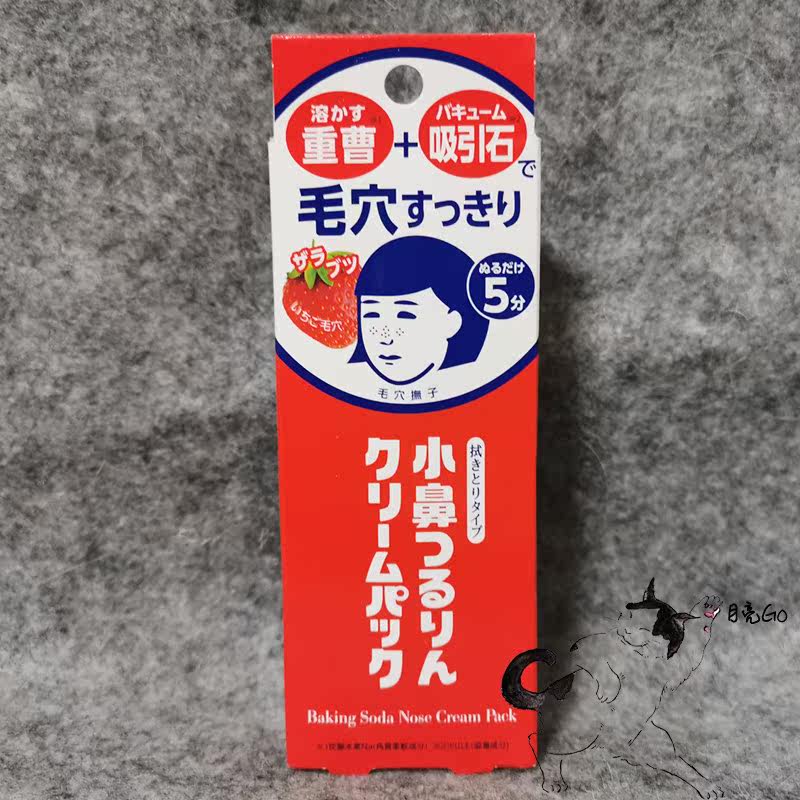 溶かす
重曹
+
バキューム
吸引石
で
毛穴すっきり
ザラブツ
いちご毛穴
ぬるだけ
5分
毛穴撫子
拭きとりタイプ
小鼻つるりん
クリームパック
Baking Soda Nose Cream Pack
目亮GO